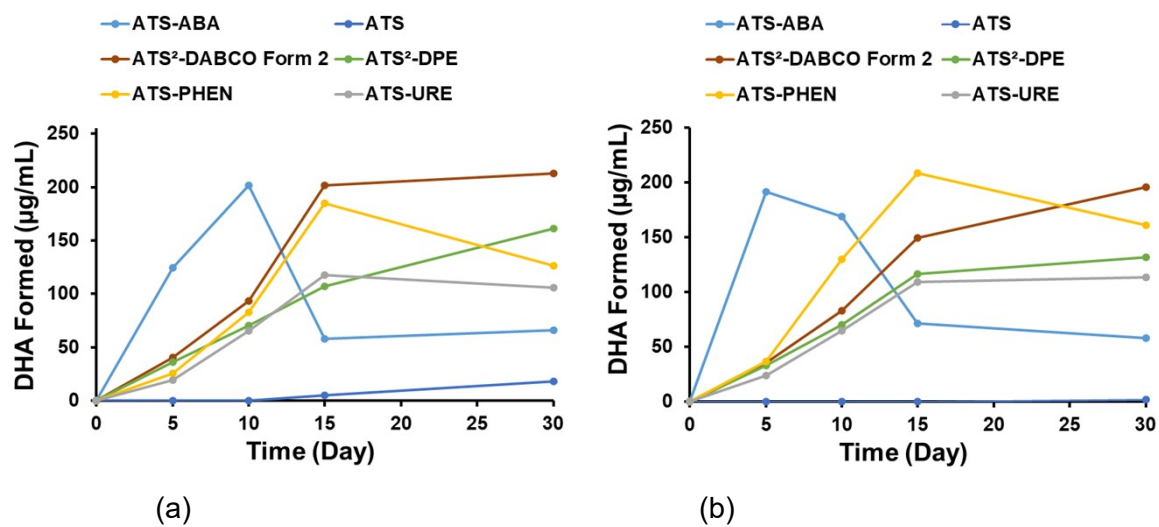 ATS-ABA ATS
ATS²-DABCO Form 2 ATS²-DPE
ATS-PHEN ATS-URE
DHA Formed (µg/mL)
250
200
150
100
50
0
0 5 10 15 20 25 30
Time (Day)
(a)
ATS-ABA ATS
ATS²-DABCO Form 2 ATS²-DPE
ATS-PHEN ATS-URE
DHA Formed (µg/mL)
250
200
150
100
50
0
0 5 10 15 20 25 30
Time (Day)
(b)